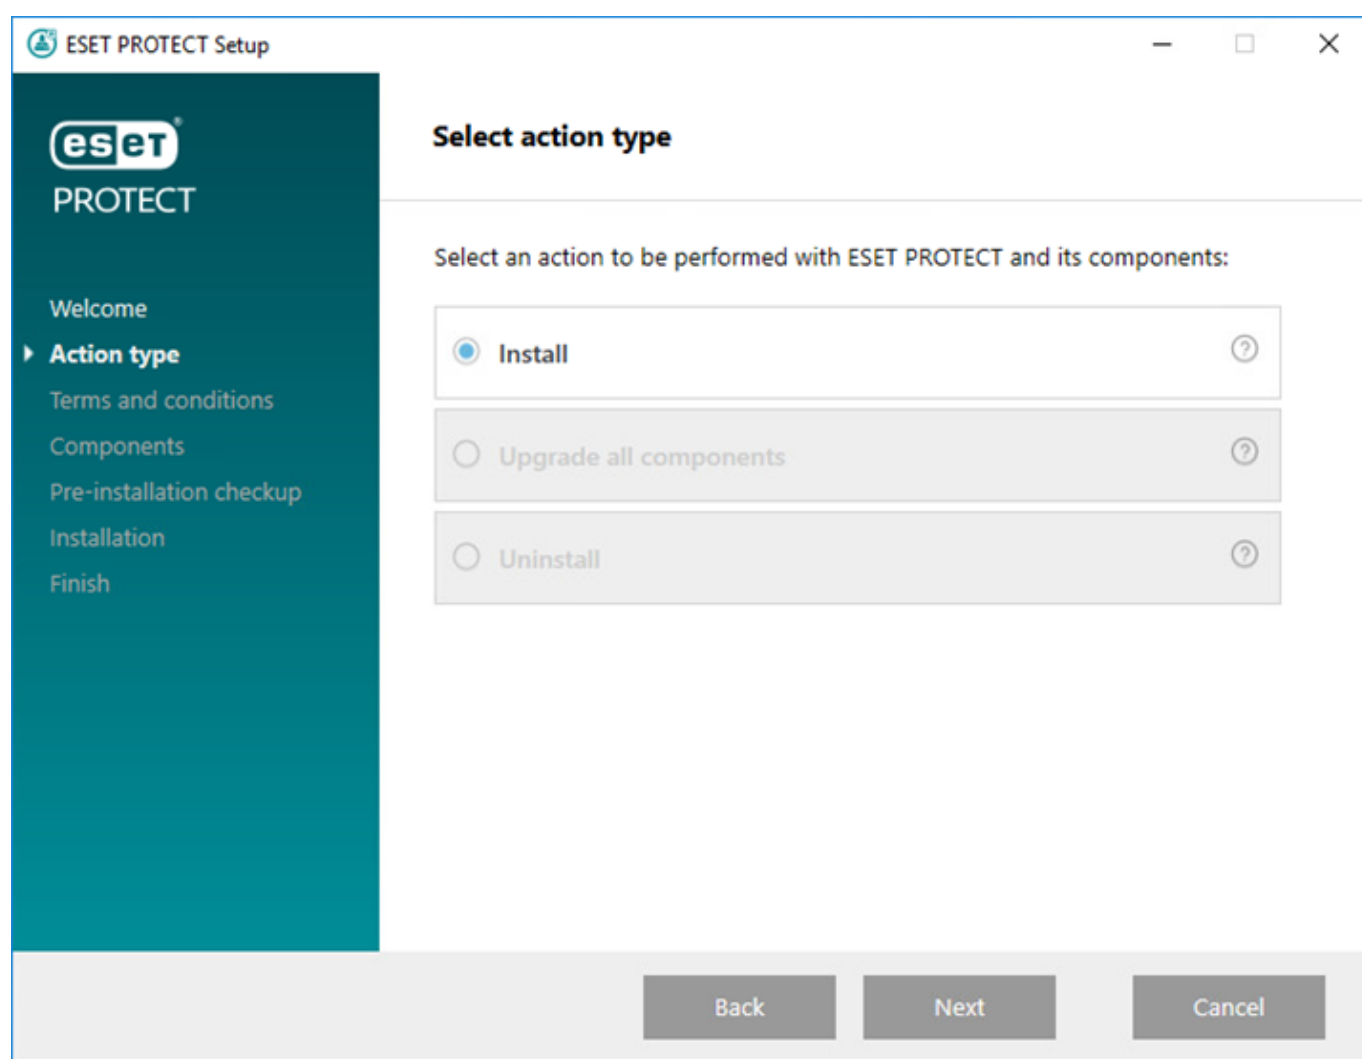 ESET PROTECT Setup
eset®
PROTECT
Welcome
Action type
Terms and conditions
Components
Pre-installation checkup
Installation
Finish
Select action type
Select an action to be performed with ESET PROTECT and its components:
Install ?
Upgrade all components ?
Uninstall ?
Back Next Cancel